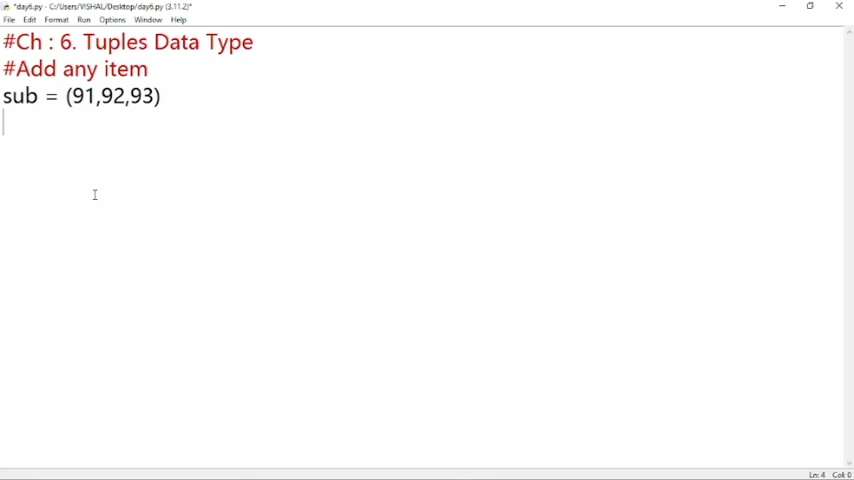 *day6.py - C:/Users/VISHAL/Desktop/day6.py (3.11.2)*
File Edit Format Run Options Window Help
#Ch : 6. Tuples Data Type
#Add any item
sub = (91,92,93)
Ln: 4 Col: 0